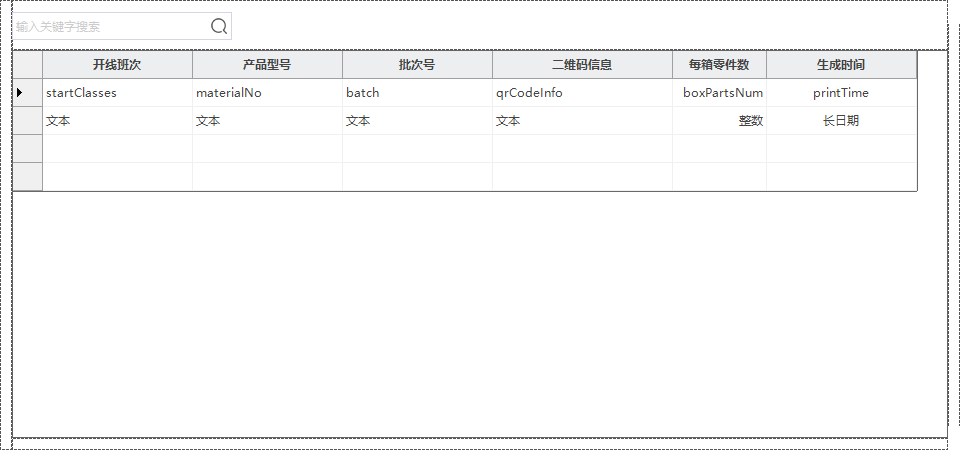 输入关键字搜索
开线班次 产品型号 批次号 二维码信息 每箱零件数 生成时间
startClasses materialNo batch qrCodeInfo boxPartsNum printTime
文本 文本 文本 文本 整数 长日期